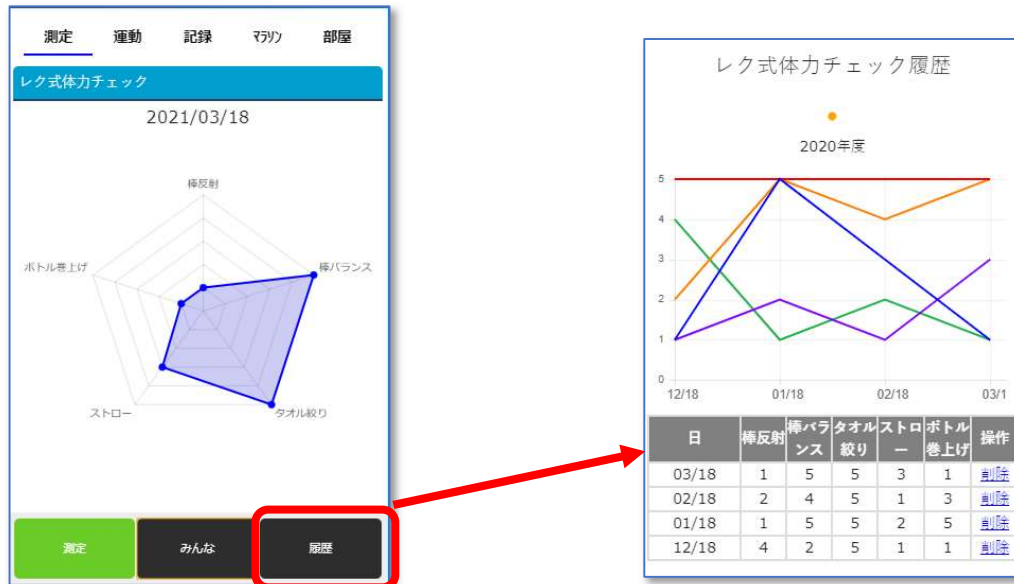 測定 運動 記録 マラソン 部屋
レク式体力チェック
2021/03/18
棒反射
ボトル巻上げ
棒バランス
ストロー
タオル絞り
測定 みんな 履歴
レク式体力チェック履歴
2020年度
5
4
3
2
1
0
12/18 01/18 02/18 03/1
日 棒反射 棒バランス タオル絞り ストロー ボトル巻上げ 操作
03/18 1 5 5 3 1 削除
02/18 2 4 5 1 3 削除
01/18 1 5 5 2 5 削除
12/18 4 2 5 1 1 削除